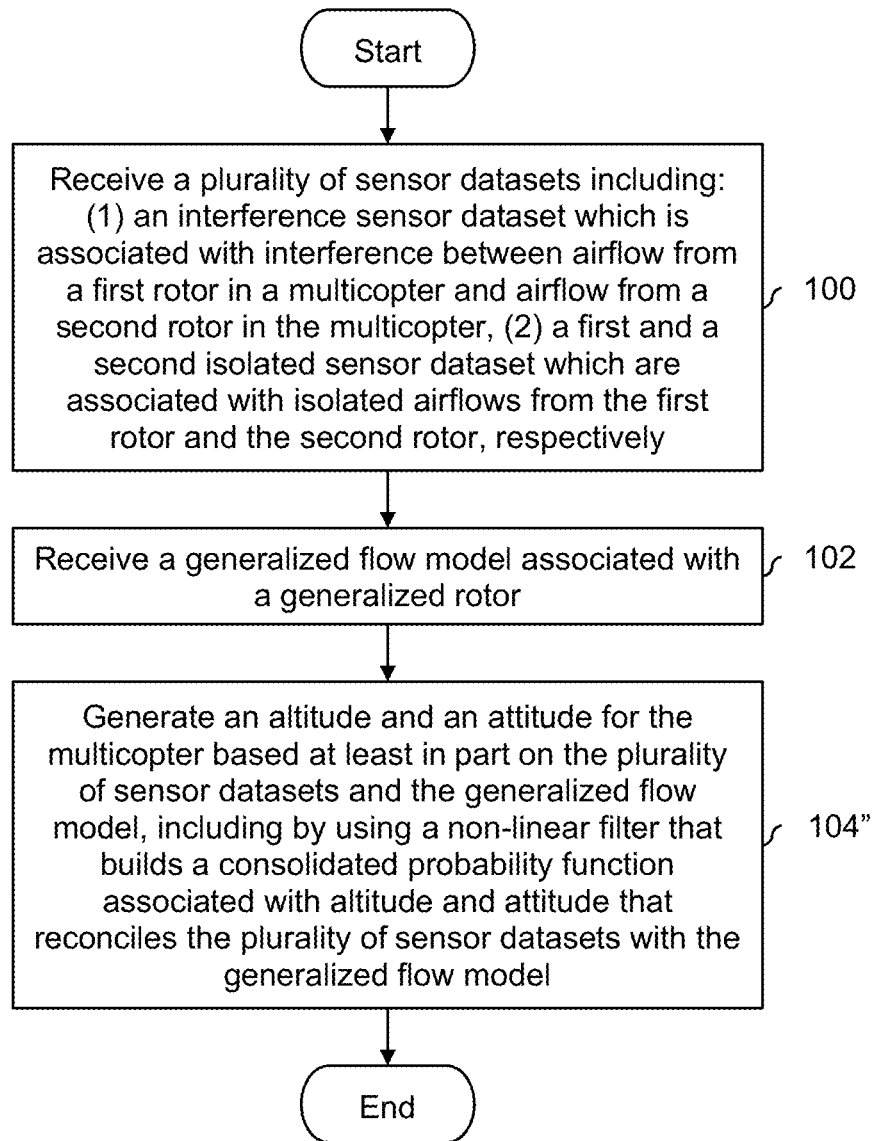 Start
Receive a plurality of sensor datasets including:
(1) an interference sensor dataset which is
associated with interference between airflow from
a first rotor in a multicopter and airflow from a
second rotor in the multicopter, (2) a first and a
second isolated sensor dataset which are
associated with isolated airflows from the first
rotor and the second rotor, respectively
100
Receive a generalized flow model associated with
a generalized rotor
102
Generate an altitude and an attitude for the
multicopter based at least in part on the plurality
of sensor datasets and the generalized flow
model, including by using a non-linear filter that
builds a consolidated probability function
associated with altitude and attitude that
reconciles the plurality of sensor datasets with the
generalized flow model
104”
End